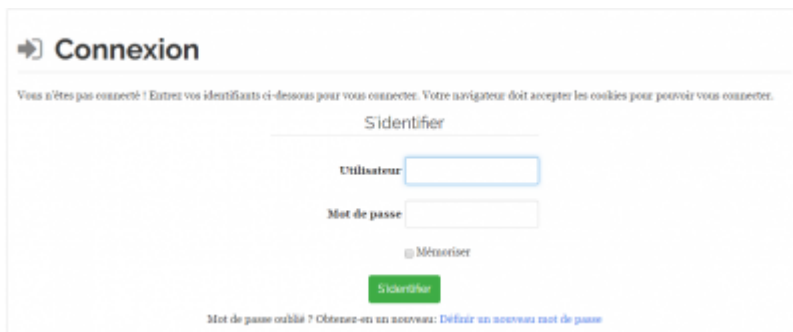 Connexion
Vous n'êtes pas connecté ! Entrez vos identifiants ci-dessous pour vous connecter. Votre navigateur doit accepter les cookies pour pouvoir vous connecter.
S'identifier
Utilisateur
Mot de passe
Mémoriser
S'identifier
Mot de passe oublié ? Obtenez-en un nouveau: Définir un nouveau mot de passe